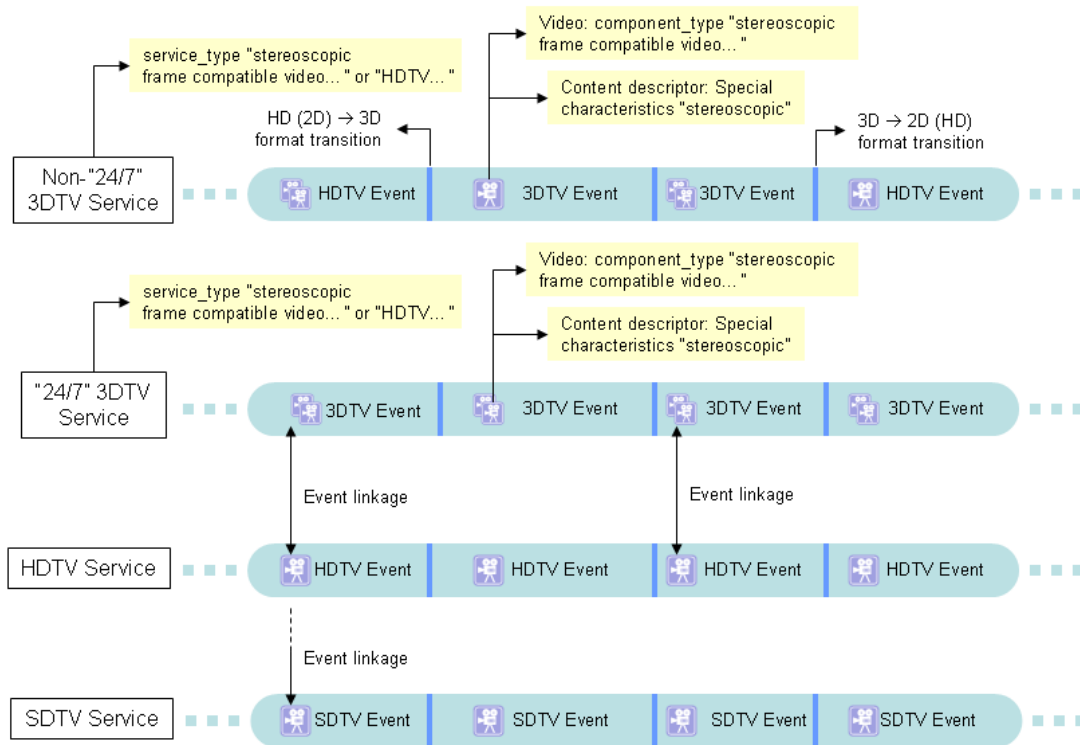 Video: component_type "stereoscopic
frame compatible video..."
service_type "stereoscopic
frame compatible video..." or "HDTV..."
Content descriptor: Special
characteristics "stereoscopic"
HD (2D) → 3D
format transition
3D → 2D (HD)
format transition
Non-"24/7"
3DTV Service
HDTV Event
3DTV Event
3DTV Event
HDTV Event
Video: component_type "stereoscopic
frame compatible video..."
service_type "stereoscopic
frame compatible video..." or "HDTV..."
Content descriptor: Special
characteristics "stereoscopic"
"24/7" 3DTV
Service
3DTV Event
3DTV Event
3DTV Event
3DTV Event
Event linkage
Event linkage
HDTV Service
HDTV Event
HDTV Event
HDTV Event
HDTV Event
Event linkage
SDTV Service
SDTV Event
SDTV Event
SDTV Event
SDTV Event